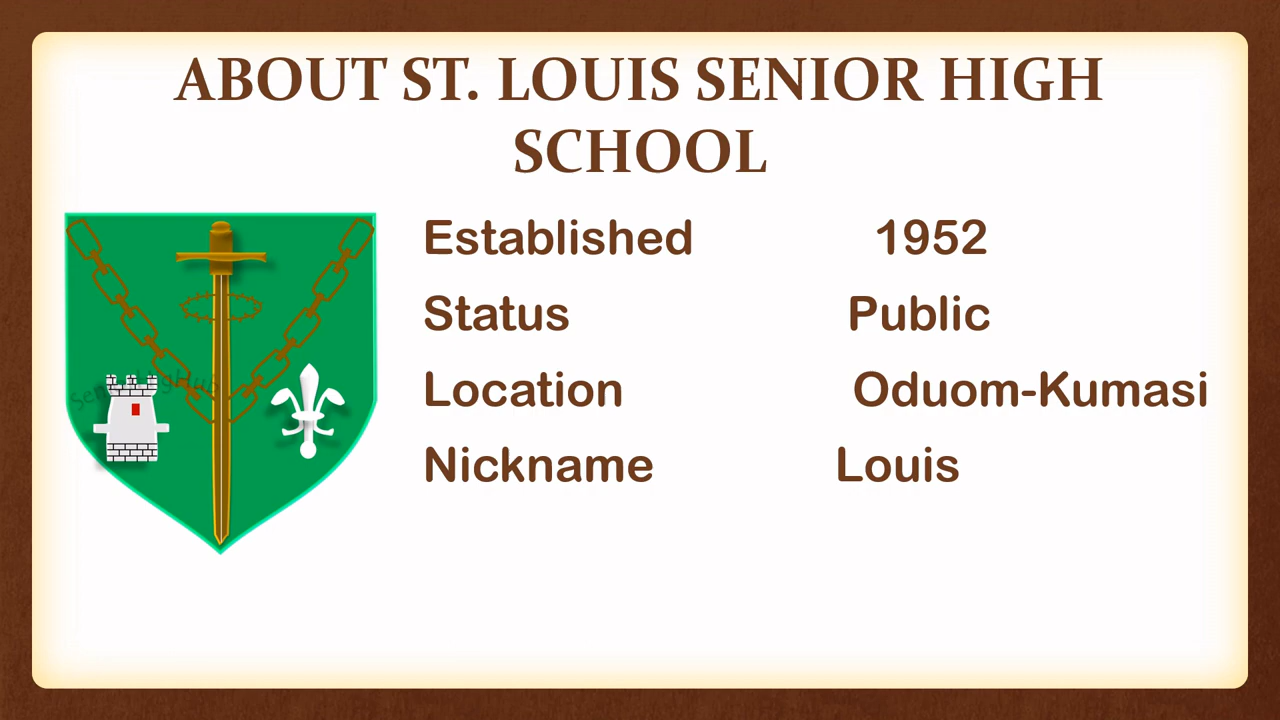 ABOUT ST. LOUIS SENIOR HIGH
SCHOOL
Established 1952
Status Public
Location Oduom-Kumasi
Nickname Louis